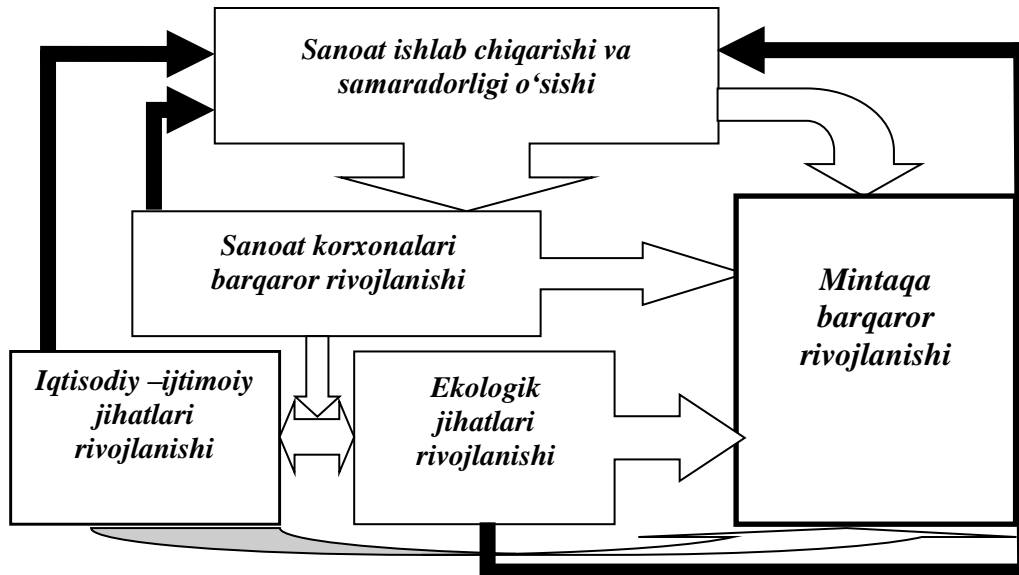 Sanoat ishlab chiqarishi va
samaradorligi o‘sishi
Sanoat korxonalari
barqaror rivojlanishi
Mintaqa
barqaror
rivojlanishi
Iqtisodiy –ijtimoiy
jihatlari
rivojlanishi
Ekologik
jihatlari
rivojlanishi